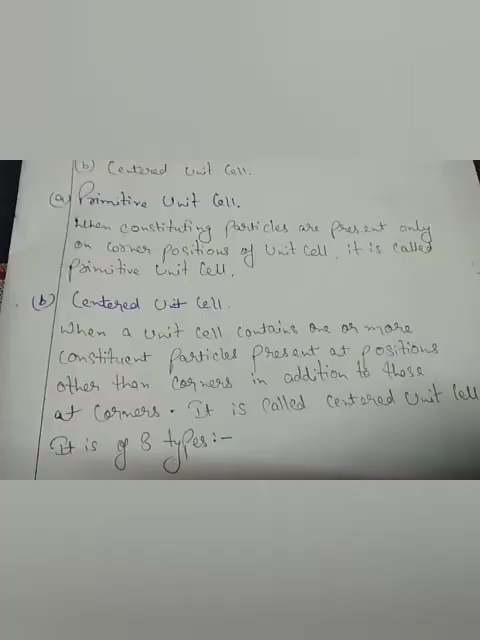 (b) Centered unit Cell.
(a) Primitive Unit Cell.
When constituting Particles are present only
on corner positions of Unit Cell, it is called
Primitive Unit Cell.
(b) Centered Unit Cell.
When a unit cell contains one or more
constituent particles present at positions
other than corners in addition to those
at Corners. It is called Centered Unit Cell
It is of 3 types:-